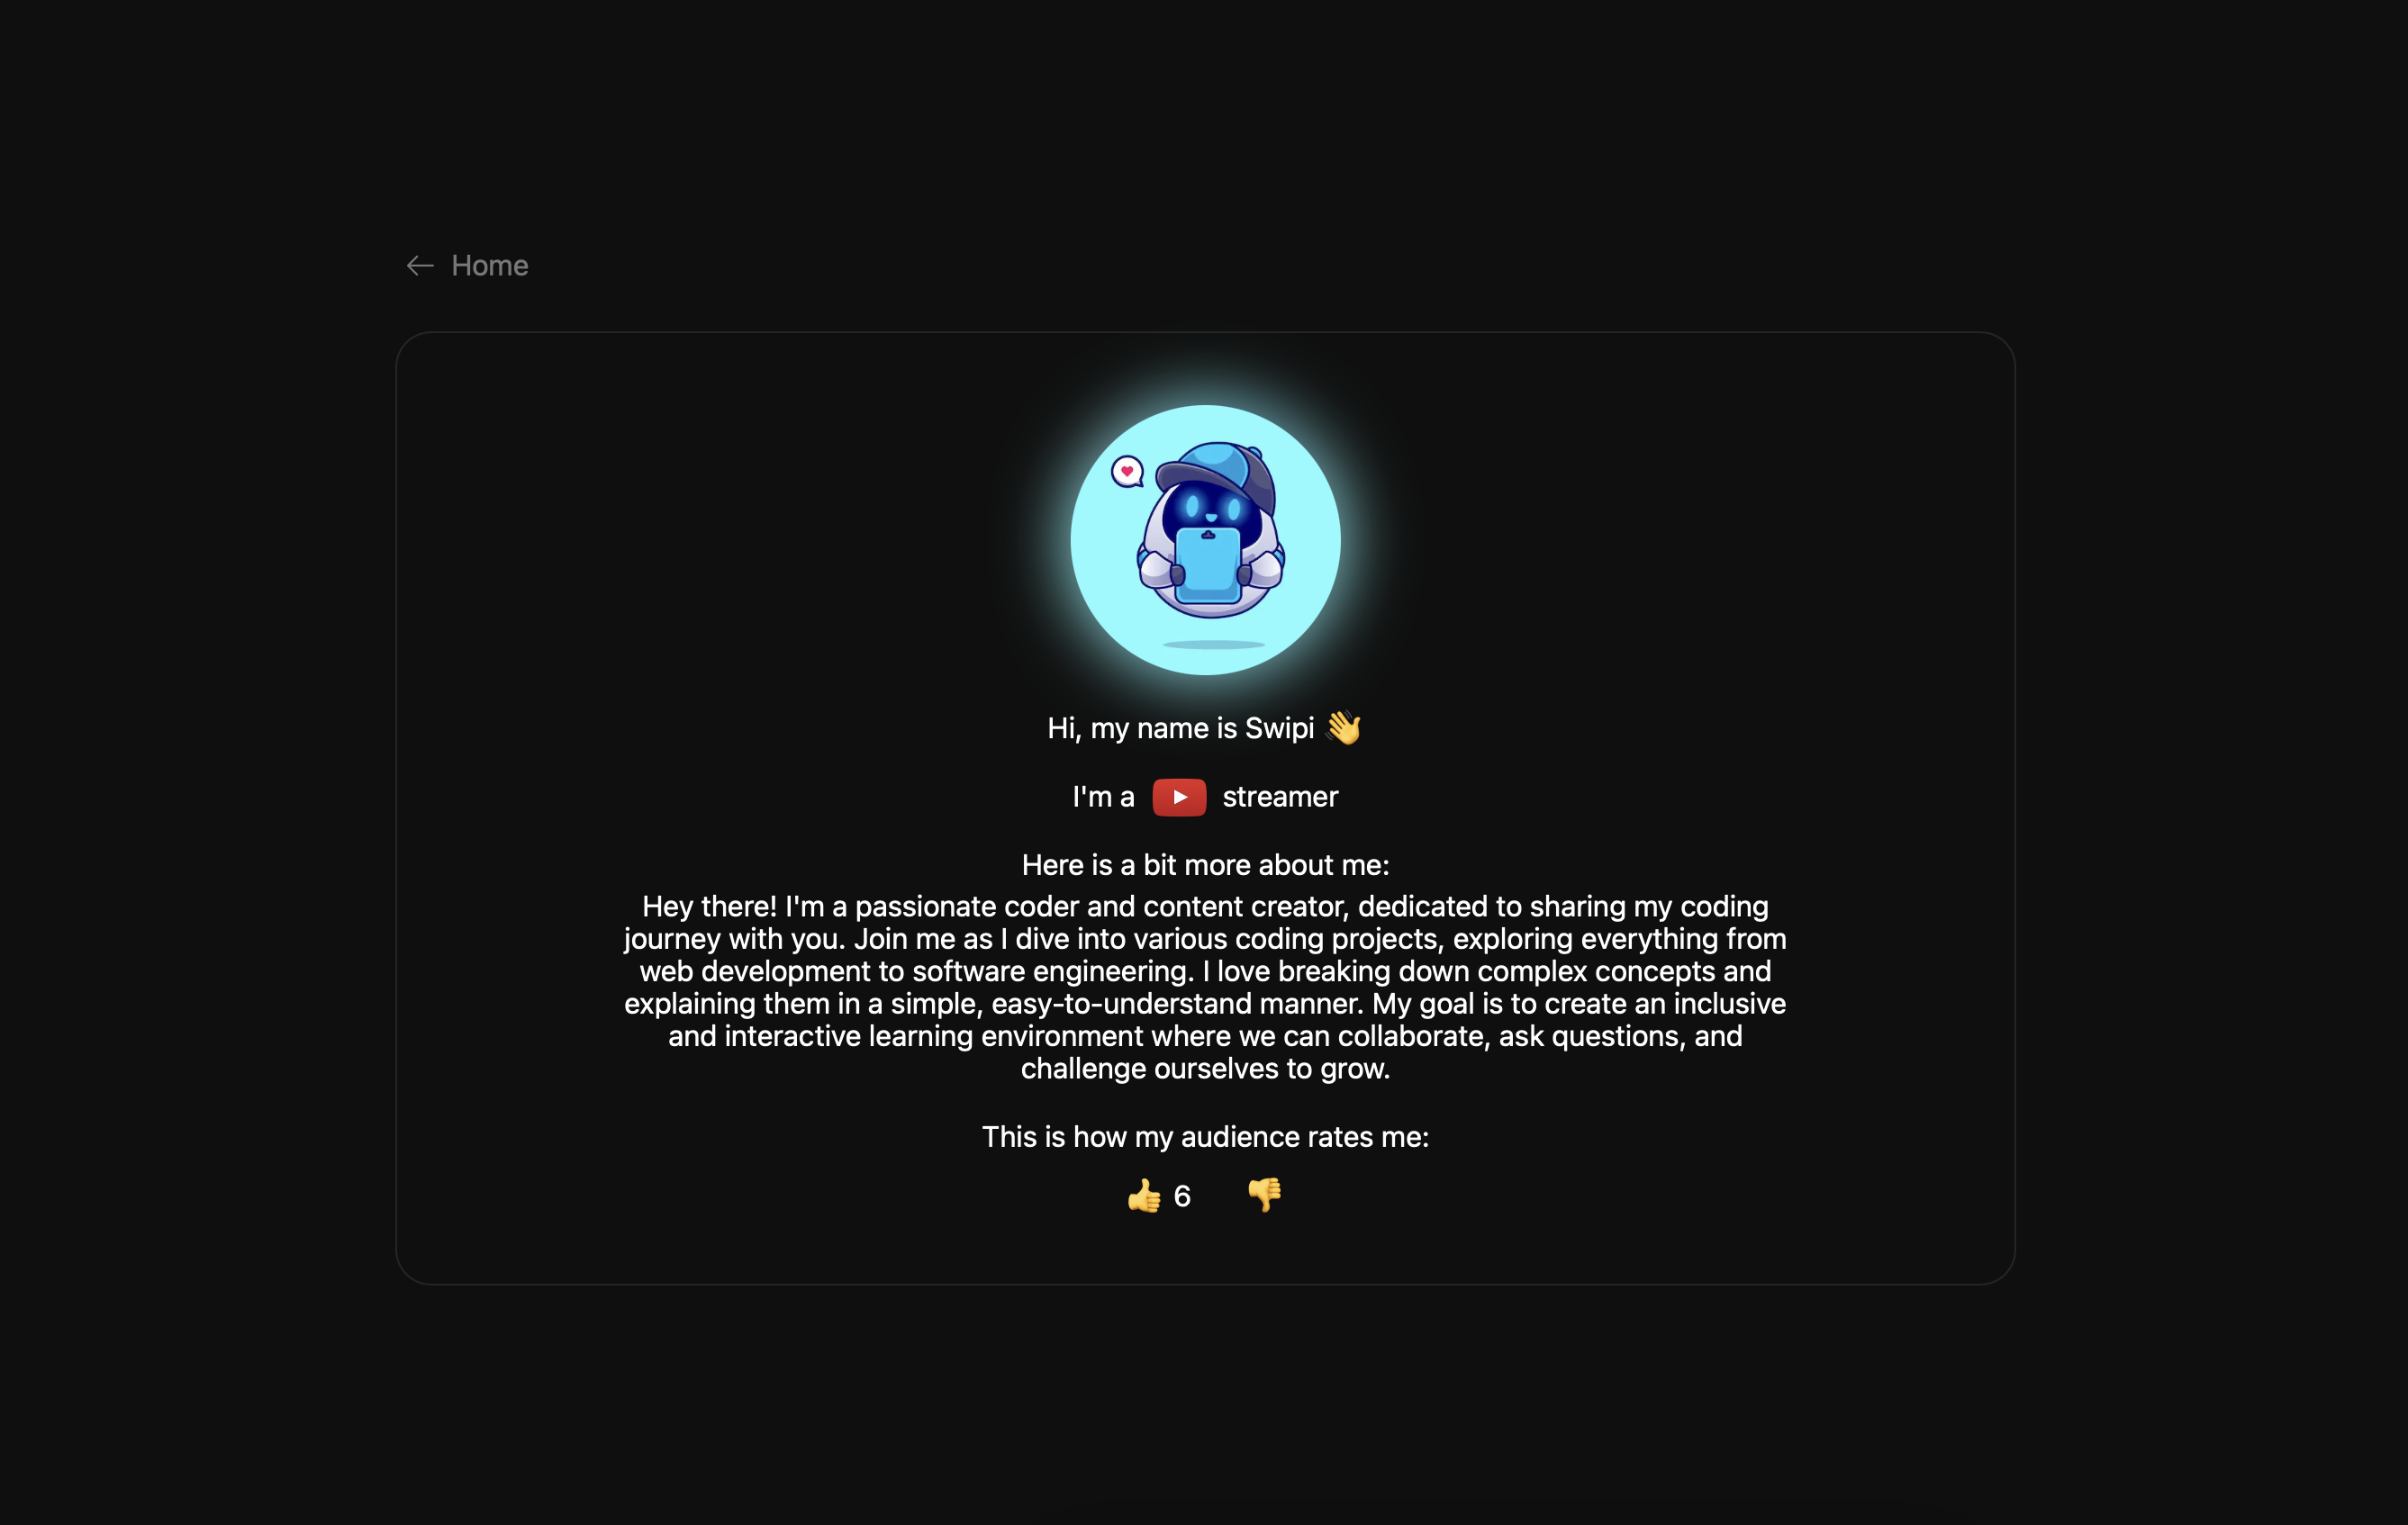 Home
Hi, my name is Swipi 👋
I'm a streamer
Here is a bit more about me:
Hey there! I'm a passionate coder and content creator, dedicated to sharing my coding
journey with you. Join me as I dive into various coding projects, exploring everything from
web development to software engineering. I love breaking down complex concepts and
explaining them in a simple, easy-to-understand manner. My goal is to create an inclusive
and interactive learning environment where we can collaborate, ask questions, and
challenge ourselves to grow.
This is how my audience rates me:
👍 6 👎